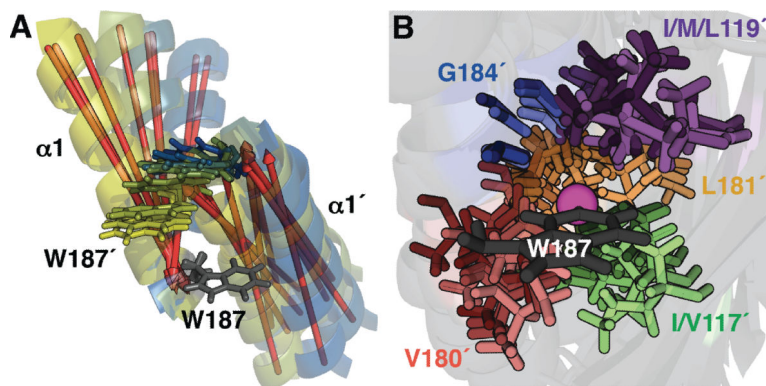 A
α1
α1´
W187´
W187
B
I/M/L119´
G184´
L181´
W187
I/V117´
V180´